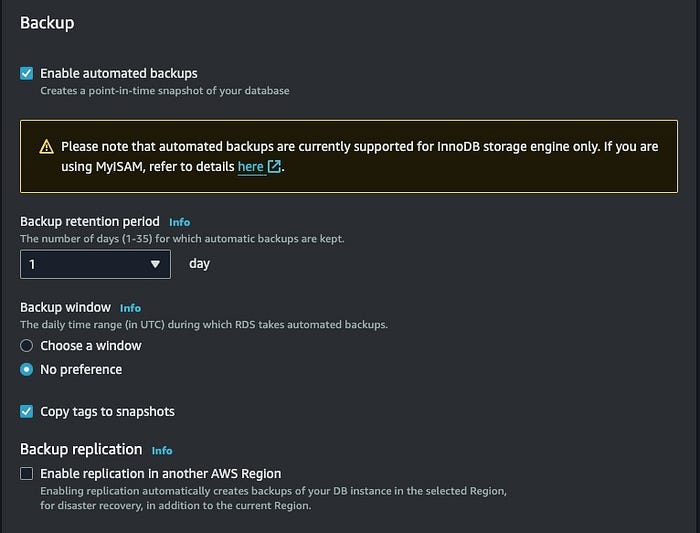 Backup
Enable automated backups
Creates a point-in-time snapshot of your database
Please note that automated backups are currently supported for InnoDB storage engine only. If you are
using MyISAM, refer to details here.
Backup retention period Info
The number of days (1-35) for which automatic backups are kept.
1 day
Backup window Info
The daily time range (in UTC) during which RDS takes automated backups.
Choose a window
No preference
Copy tags to snapshots
Backup replication Info
Enable replication in another AWS Region
Enabling replication automatically creates backups of your DB instance in the selected Region,
for disaster recovery, in addition to the current Region.